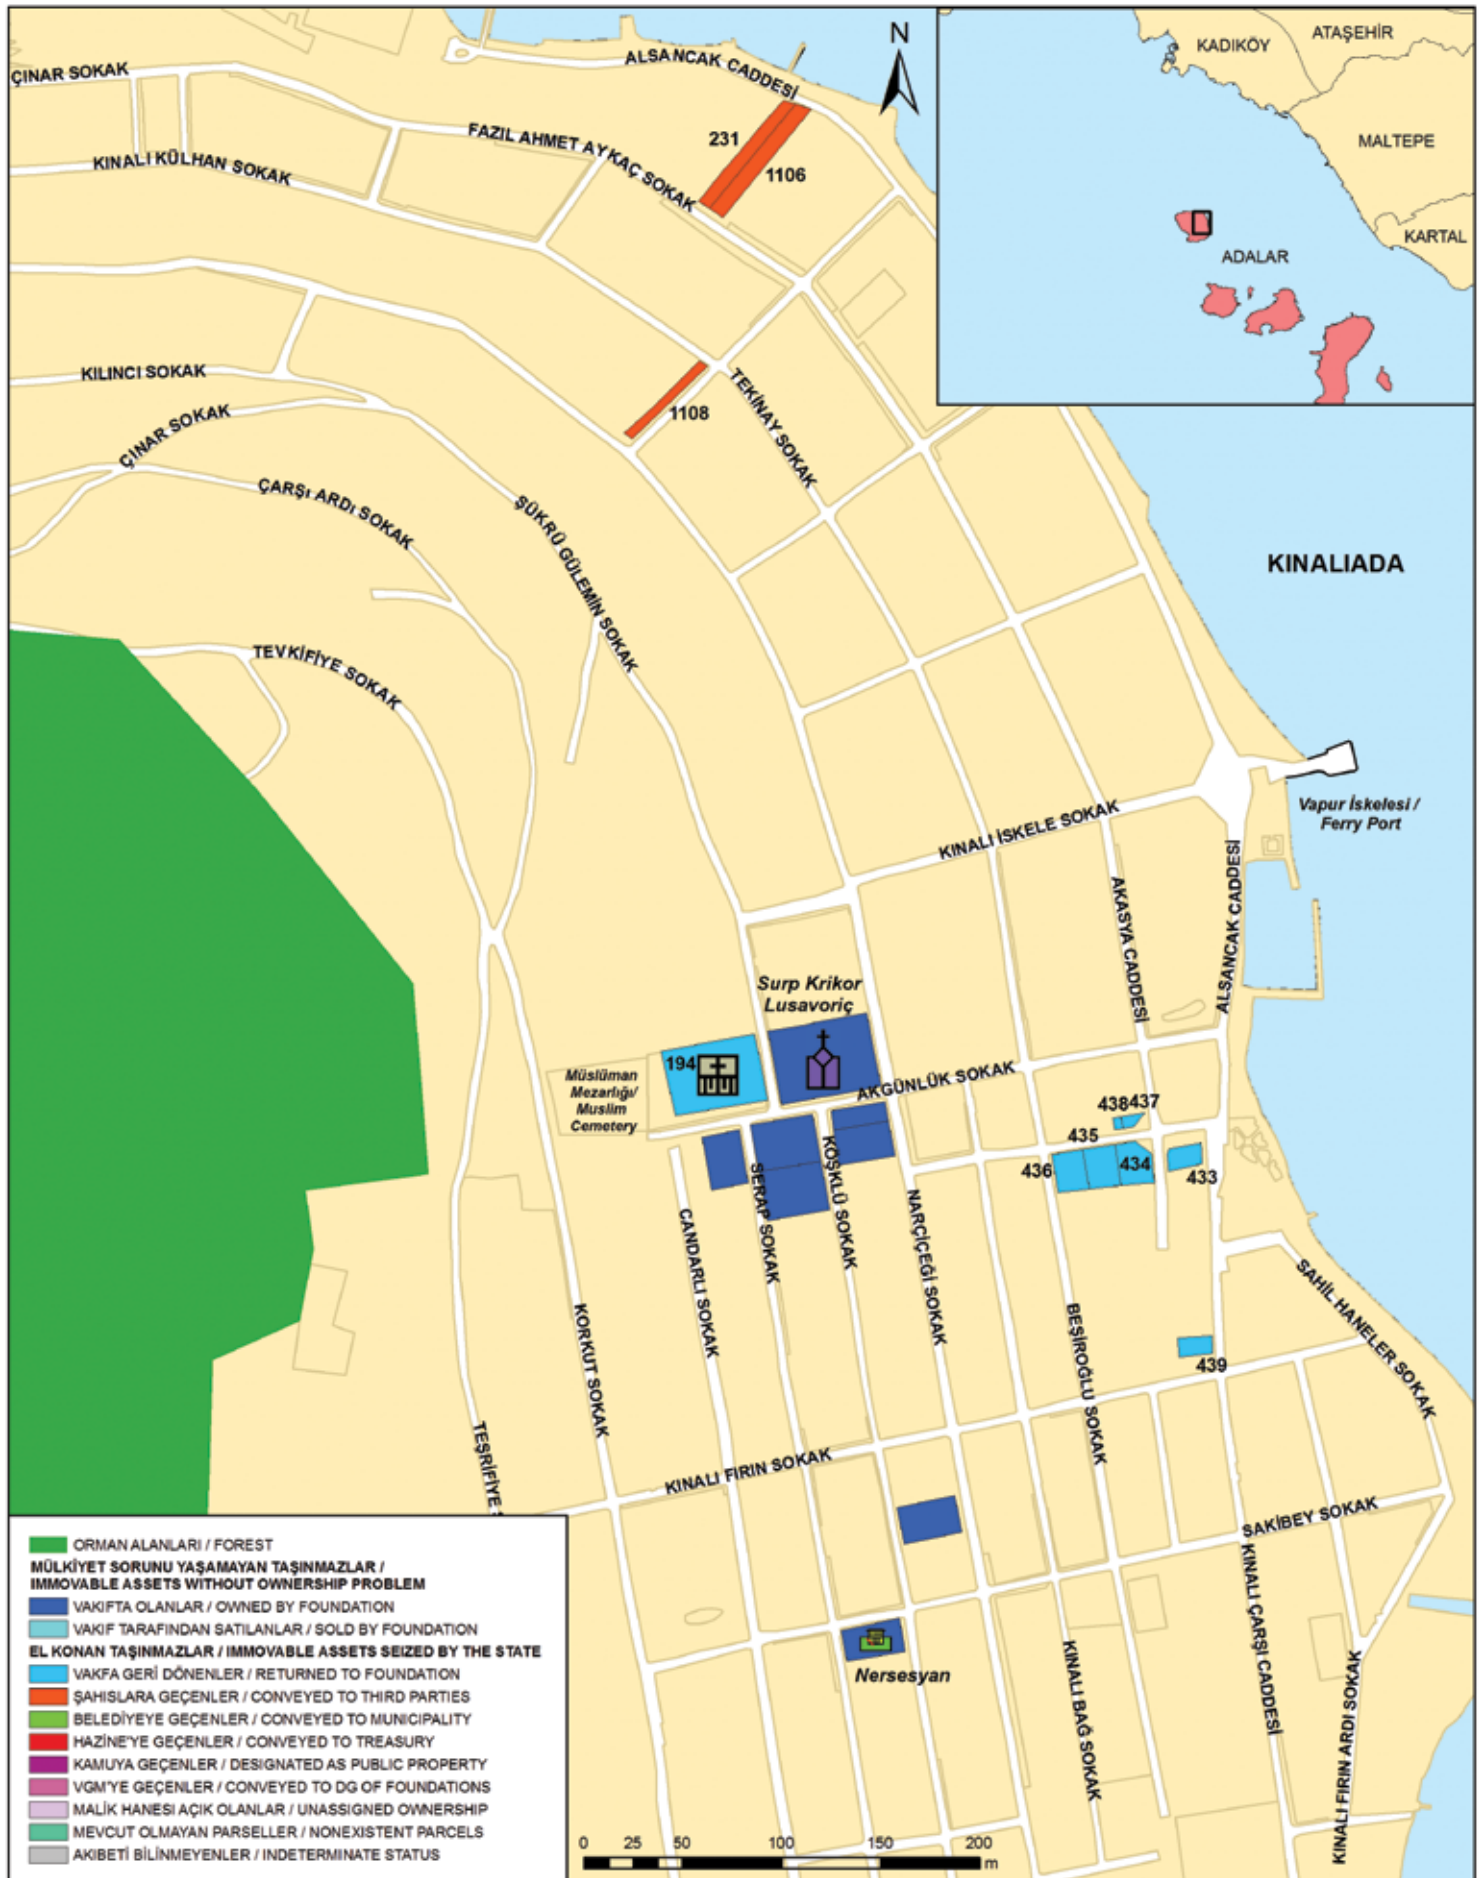 N
ÇINAR SOKAK
ALSANCAK CADDESİ
KADIKÖY
ATAŞEHİR
MALTEPE
KARTAL
ADALAR
FAZIL AHMET AYKAÇ SOKAK
231
1106
KINALI KÜLHAN SOKAK
KILINCI SOKAK
1108
TEKİNAY SOKAK
ÇINAR SOKAK
ÇARŞı ARDı SOKAK
ŞÜKRÜ GÜLEMİN SOKAK
KINALIADA
TEVKİFİYE SOKAK
Vapur İskelesi /
Ferry Port
KINALI İSKELE SOKAK
AKASYA CADDESİ
ALSANCAK CADDESİ
Surp Krikor
Lusavoriç
194
Müslüman
Mezarlığı/
Muslim
Cemetery
AKGÜNLÜK SOKAK
438
437
435
436
434
433
SERAP SOKAK
KÖŞKLÜ SOKAK
NARÇİÇEĞİ SOKAK
CANDARLI SOKAK
KORKUT SOKAK
BEŞİROĞLU SOKAK
SAHİL HANELER SOKAK
439
TEŞRİFİYE S
KINALI FIRIN SOKAK
SAKİBEY SOKAK
KINALI ÇARŞI CADDESİ
Nersesyan
KINALI BAĞ SOKAK
KINALI FIRIN ARDI SOKAK
ORMAN ALANLARI / FOREST
MÜLKİYET SORUNU YAŞAMAYAN TAŞINMAZLAR /
IMMOVABLE ASSETS WITHOUT OWNERSHIP PROBLEM
VAKIFTA OLANLAR / OWNED BY FOUNDATION
VAKIF TARAFINDAN SATILANLAR / SOLD BY FOUNDATION
EL KONAN TAŞINMAZLAR / IMMOVABLE ASSETS SEIZED BY THE STATE
VAKFA GERİ DÖNENLER / RETURNED TO FOUNDATION
ŞAHISLARA GEÇENLER / CONVEYED TO THIRD PARTIES
BELEDİYEYE GEÇENLER / CONVEYED TO MUNICIPALITY
HAZİNE'YE GEÇENLER / CONVEYED TO TREASURY
KAMUYA GEÇENLER / DESIGNATED AS PUBLIC PROPERTY
VGM'YE GEÇENLER / CONVEYED TO DG OF FOUNDATIONS
MALİK HANESI AÇIK OLANLAR / UNASSIGNED OWNERSHIP
MEVCUT OLMAYAN PARSELLER / NONEXISTENT PARCELS
AKIBETİ BİLİNMEYENLER / INDETERMINATE STATUS
0 25 50 100 150 200
m